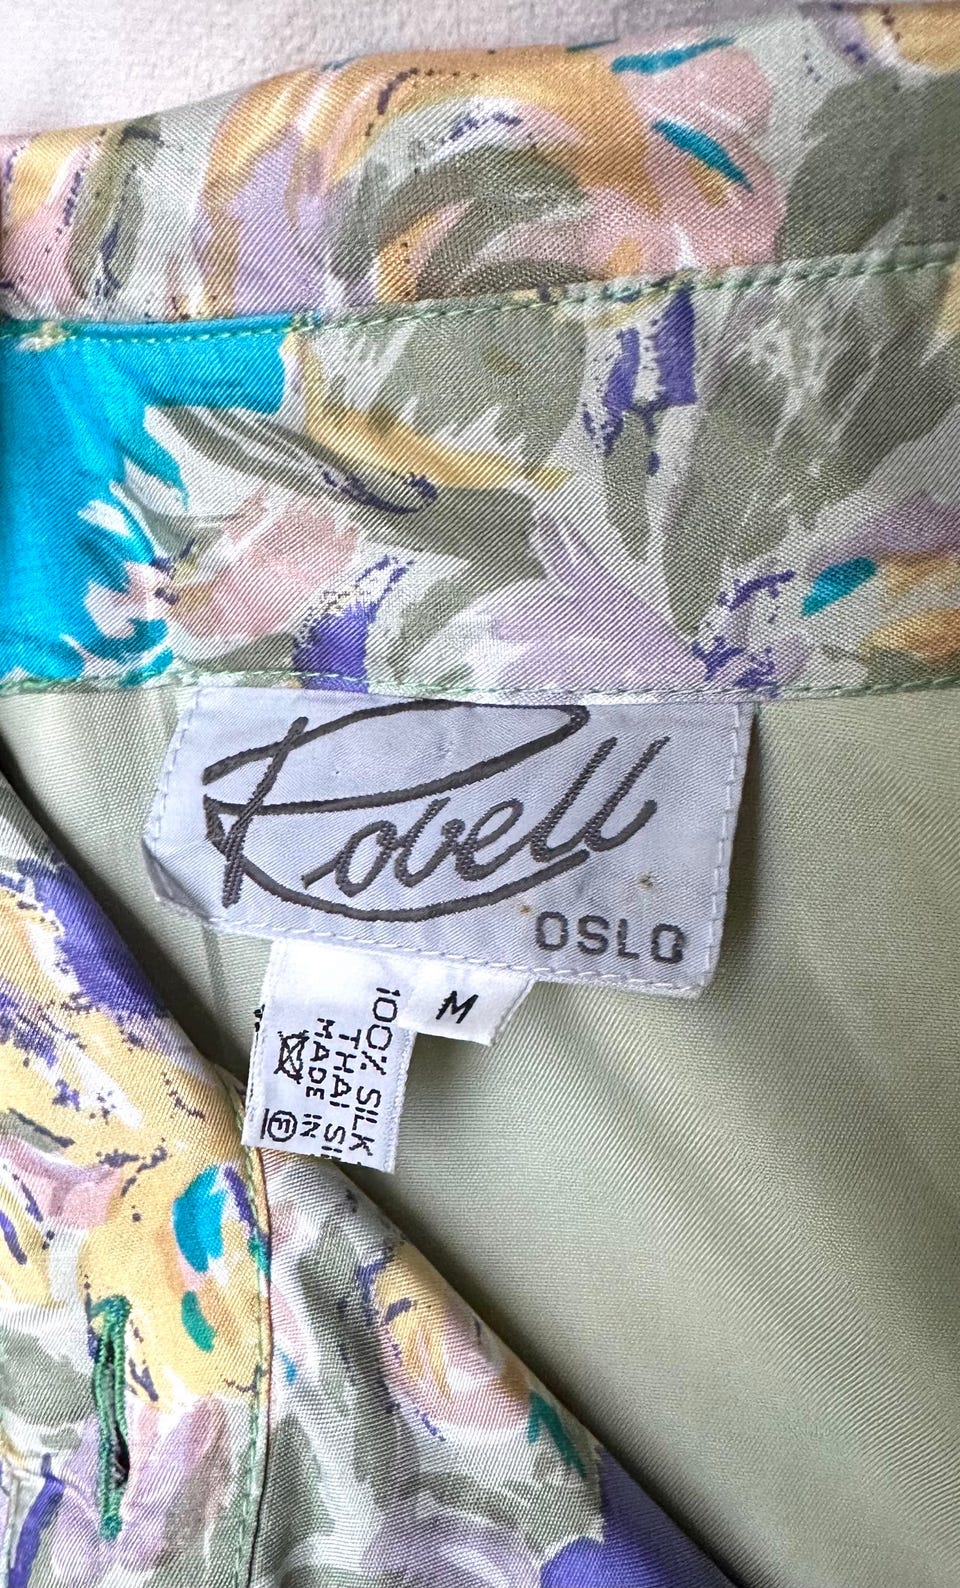 Rovell
OSLO
M
100% SILK
THAI SI
MADE IN
E